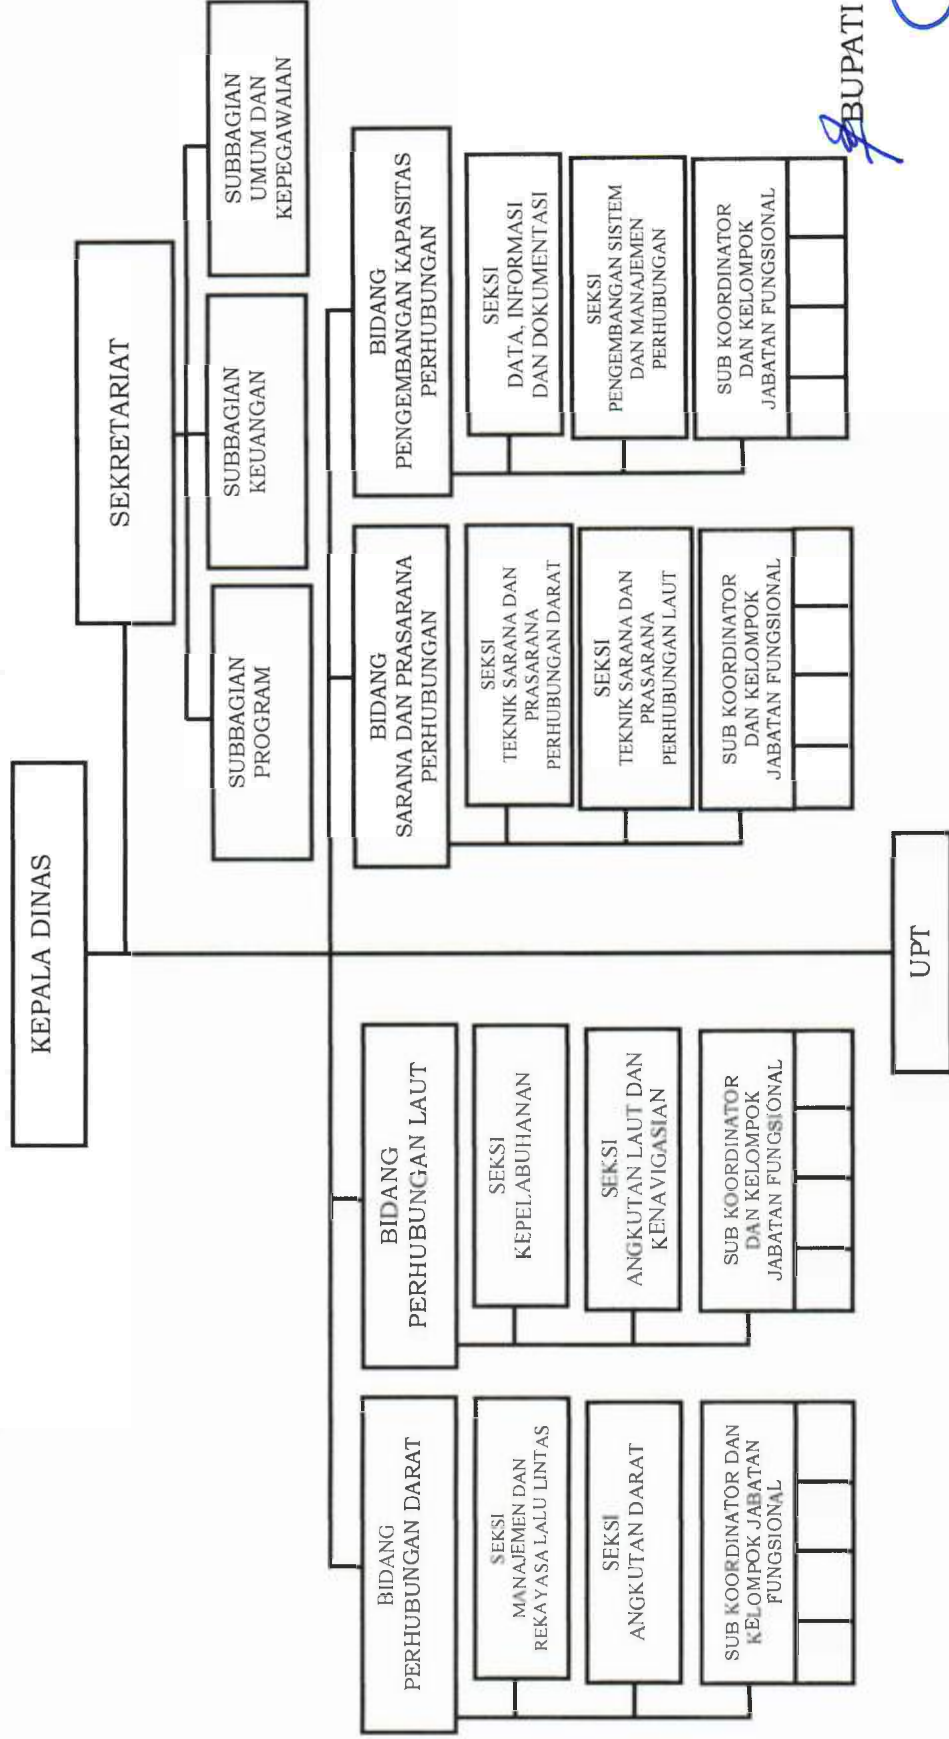 KEPALA DINAS
SEKRETARIAT
SUBBAGIAN
PROGRAM
SUBBAGIAN
KEUANGAN
SUBBAGIAN
UMUM DAN
KEPEGAWAIAN
BIDANG
PERHUBUNGAN DARAT
SEKSI
MANAJEMEN DAN
REKAYASA LALU LINTAS
SEKSI
ANGKUTAN DARAT
SUB KOORDINATOR DAN
KELOMPOK JABATAN
FUNGSIONAL
BIDANG
PERHUBUNGAN LAUT
SEKSI
KEPELABUHANAN
SEKSI
ANGKUTAN LAUT DAN
KENAVIGASIAN
SUB KOORDINATOR
DAN KELOMPOK
JABATAN FUNGSIONAL
BIDANG
SARANA DAN PRASARANA
PERHUBUNGAN
SEKSI
TEKNIK SARANA DAN
PRASARANA
PERHUBUNGAN DARAT
SEKSI
TEKNIK SARANA DAN
PRASARANA
PERHUBUNGAN LAUT
SUB KOORDINATOR
DAN KELOMPOK
JABATAN FUNGSIONAL
BIDANG
PENGEMBANGAN KAPASITAS
PERHUBUNGAN
SEKSI
DATA, INFORMASI
DAN DOKUMENTASI
SEKSI
PENGEMBANGAN SISTEM
DAN MANAJEMEN
PERHUBUNGAN
SUB KOORDINATOR
DAN KELOMPOK
JABATAN FUNGSIONAL
UPT
BUPATI